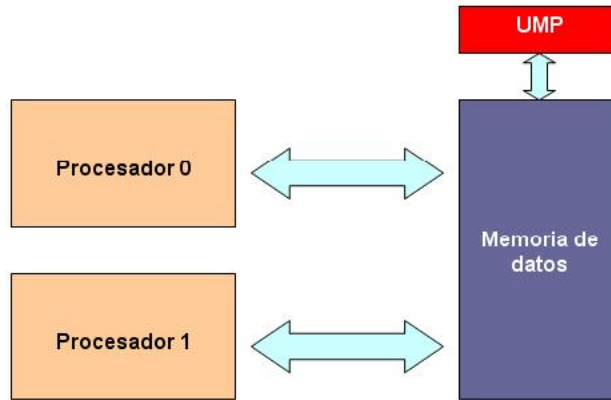 UMP
Procesador 0
Memoria de
datos
Procesador 1